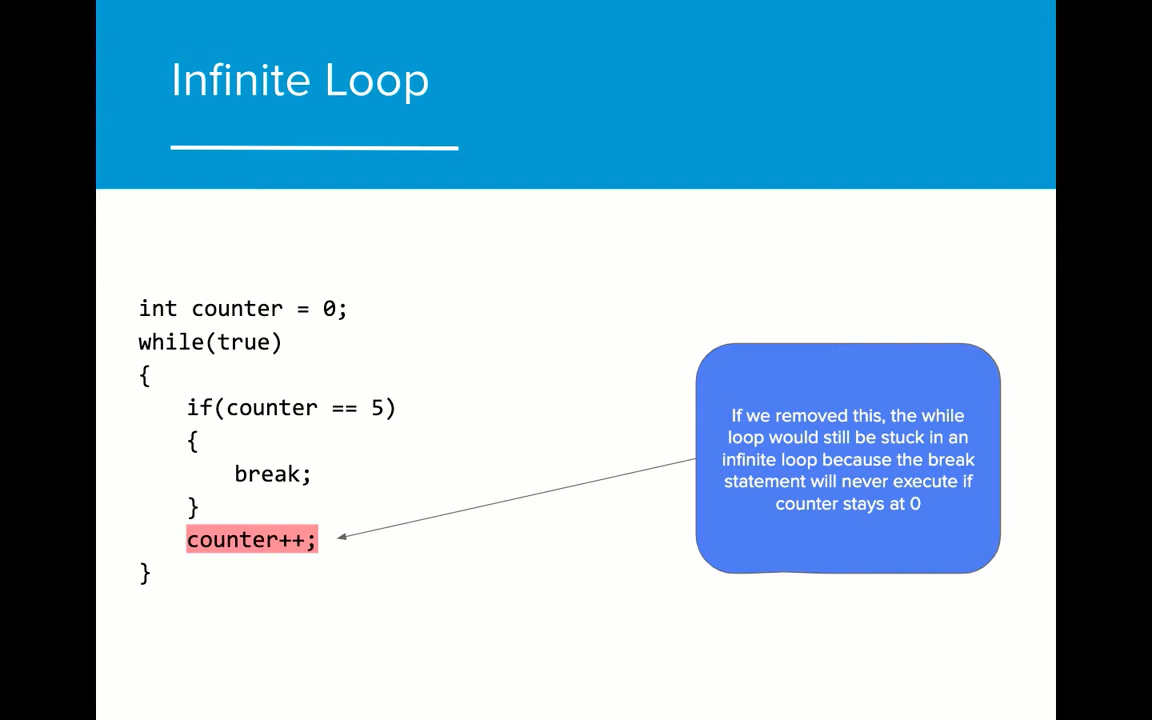 Infinite Loop
int counter = 0;
while(true)
{
if(counter == 5)
{
break;
}
counter++;
}
If we removed this, the while
loop would still be stuck in an
infinite loop because the break
statement will never execute if
counter stays at 0